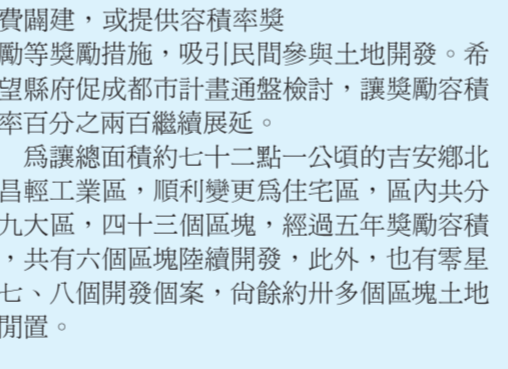 費闢建，或提供容積率獎
勵等獎勵措施，吸引民間參與土地開發。希
望縣府促成都市計畫通盤檢討，讓獎勵容積
率百分之兩百繼續展延。
為讓總面積約七十二點一公頃的吉安鄉北
昌輕工業區，順利變更為住宅區，區內共分
九大區，四十三個區塊，經過五年獎勵容積
，共有六個區塊陸續開發，此外，也有零星
七、八個開發個案，尚餘約卅多個區塊土地
閒置。